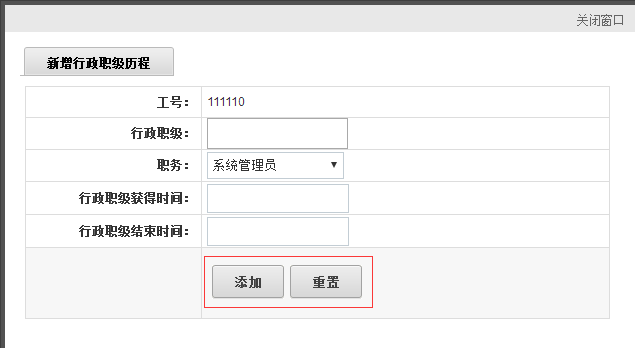 关闭窗口
新增行政职级历程
工号： 111110
行政职级：
职务： 系统管理员
行政职级获得时间：
行政职级结束时间：
添加 重置